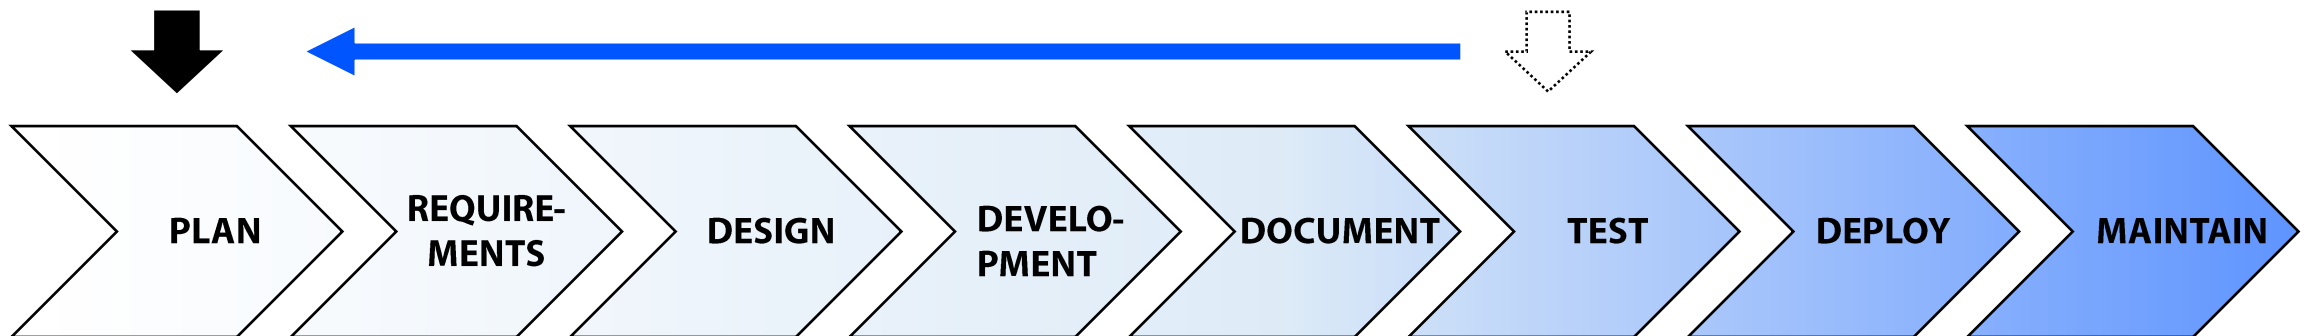 PLAN
REQUIRE-
MENTS
DESIGN
DEVELO-
PMENT
DOCUMENT
TEST
DEPLOY
MAINTAIN